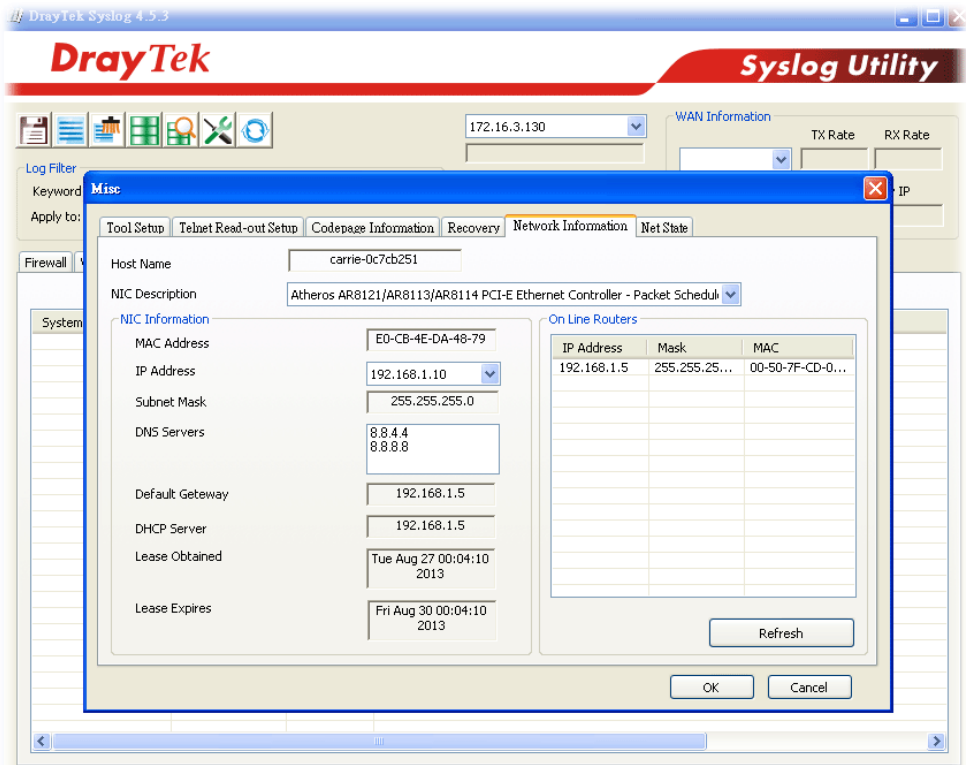 DrayTek Syslog 4.5.3
DrayTek
Syslog Utility
172.16.3.130
WAN Information
TX Rate RX Rate
Log Filter
Keyword
IP
Apply to:
Misc
Tool Setup Telnet Read-out Setup Codepage Information Recovery Network Information Net State
Firewall
Host Name carrie-0c7cb251
NIC Description Atheros AR8121/AR8113/AR8114 PCI-E Ethernet Controller - Packet Schedul
System
NIC Information
MAC Address E0-CB-4E-DA-48-79
IP Address 192.168.1.10
Subnet Mask 255.255.255.0
DNS Servers 8.8.4.4
8.8.8.8
Default Geteway 192.168.1.5
DHCP Server 192.168.1.5
Lease Obtained Tue Aug 27 00:04:10
2013
Lease Expires Fri Aug 30 00:04:10
2013
On Line Routers
IP Address Mask MAC
192.168.1.5 255.255.25... 00-50-7F-CD-0...
Refresh
OK Cancel